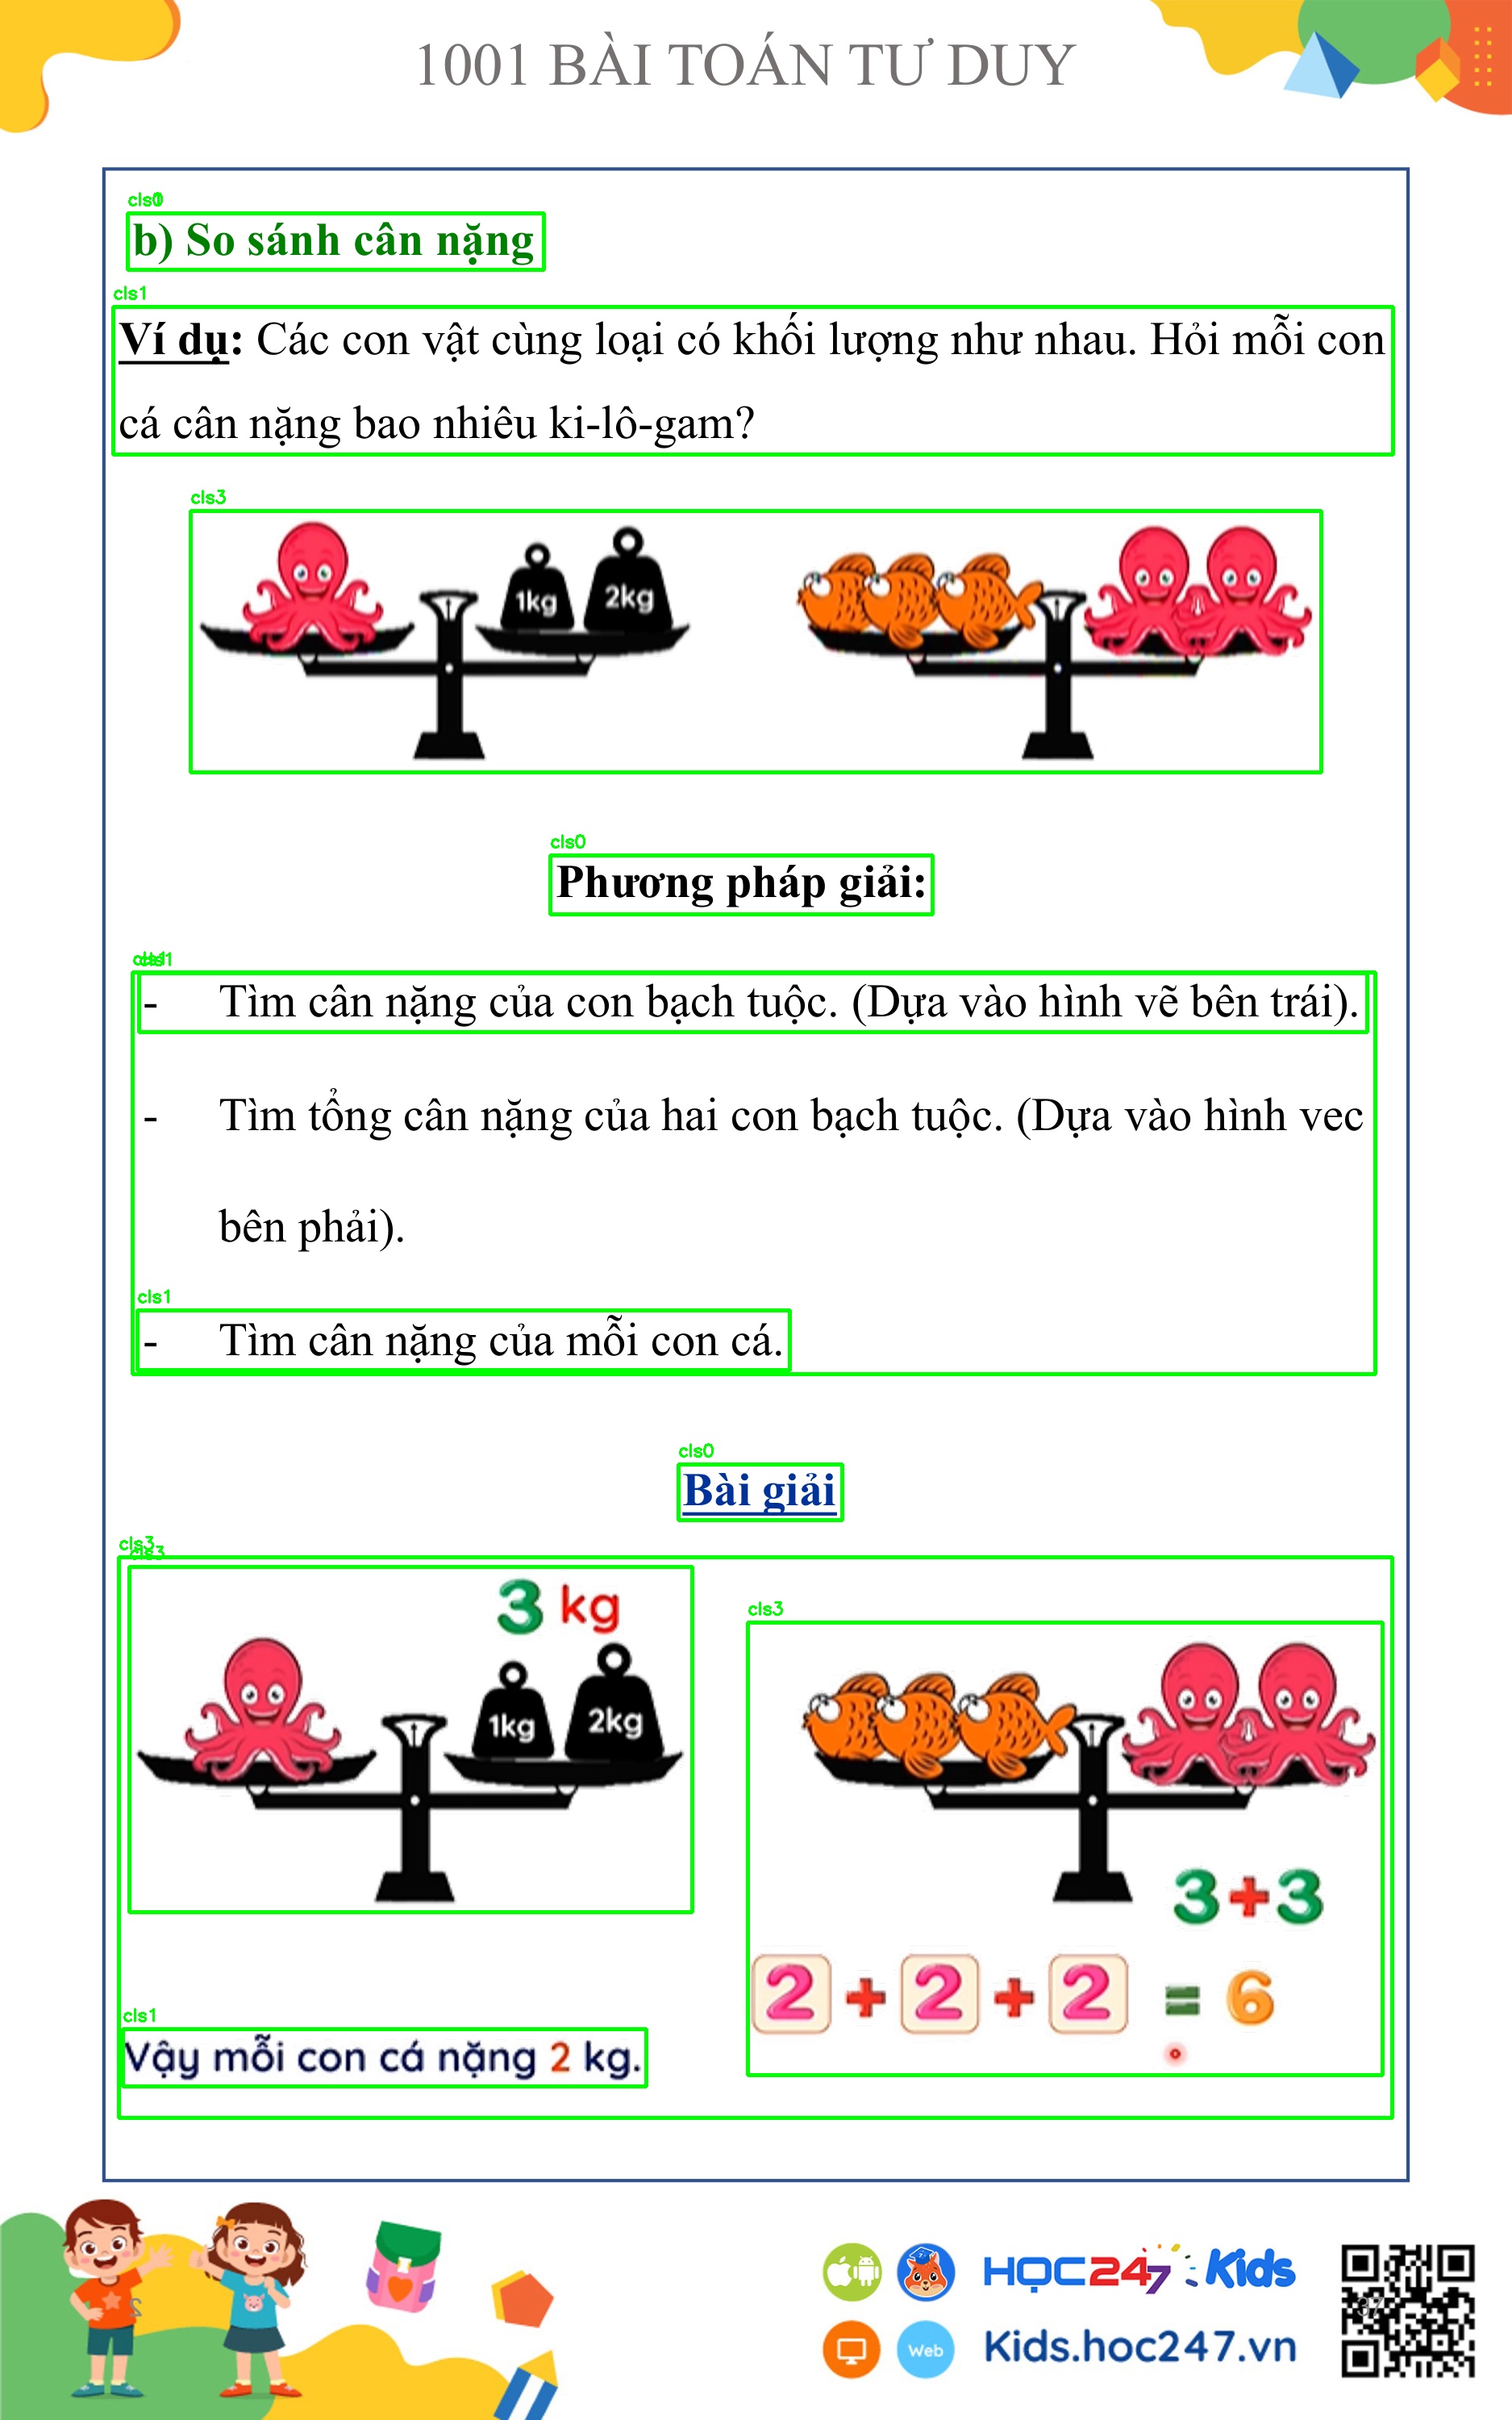 1001 BÀI TOÁN TƯ DUY
cls0
b) So sánh cân nặng
cls1
Ví dụ: Các con vật cùng loại có khối lượng như nhau. Hỏi mỗi con
cá cân nặng bao nhiêu ki-lô-gam?
cls3
1kg 2kg
cls0
Phương pháp giải:
cls1
- Tìm cân nặng của con bạch tuộc. (Dựa vào hình vẽ bên trái).
- Tìm tổng cân nặng của hai con bạch tuộc. (Dựa vào hình vec
bên phải).
cls1
- Tìm cân nặng của mỗi con cá.
cls0
Bài giải
cls3
cls3
3 kg
1kg 2kg
cls3
3+3
2 + 2 + 2 = 6
cls1
Vậy mỗi con cá nặng 2 kg.
HỌC247 Kids
Web
Kids.hoc247.vn
37
2